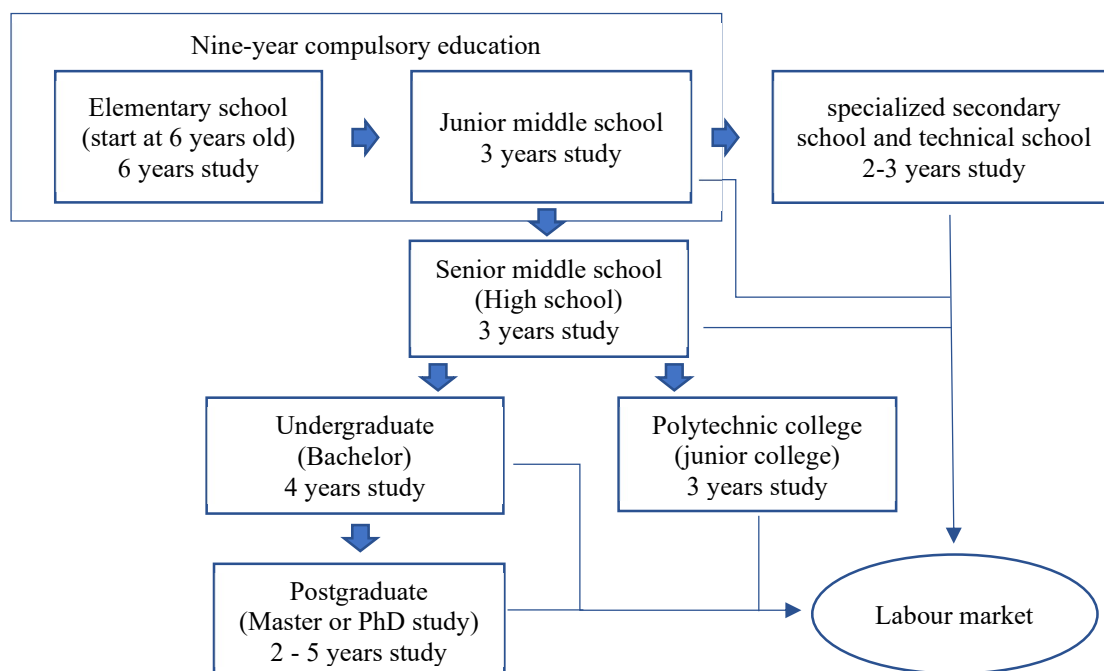 Nine-year compulsory education
Elementary school
(start at 6 years old)
6 years study
Junior middle school
3 years study
specialized secondary
school and technical school
2-3 years study
Senior middle school
(High school)
3 years study
Undergraduate
(Bachelor)
4 years study
Polytechnic college
(junior college)
3 years study
Postgraduate
(Master or PhD study)
2 - 5 years study
Labour market